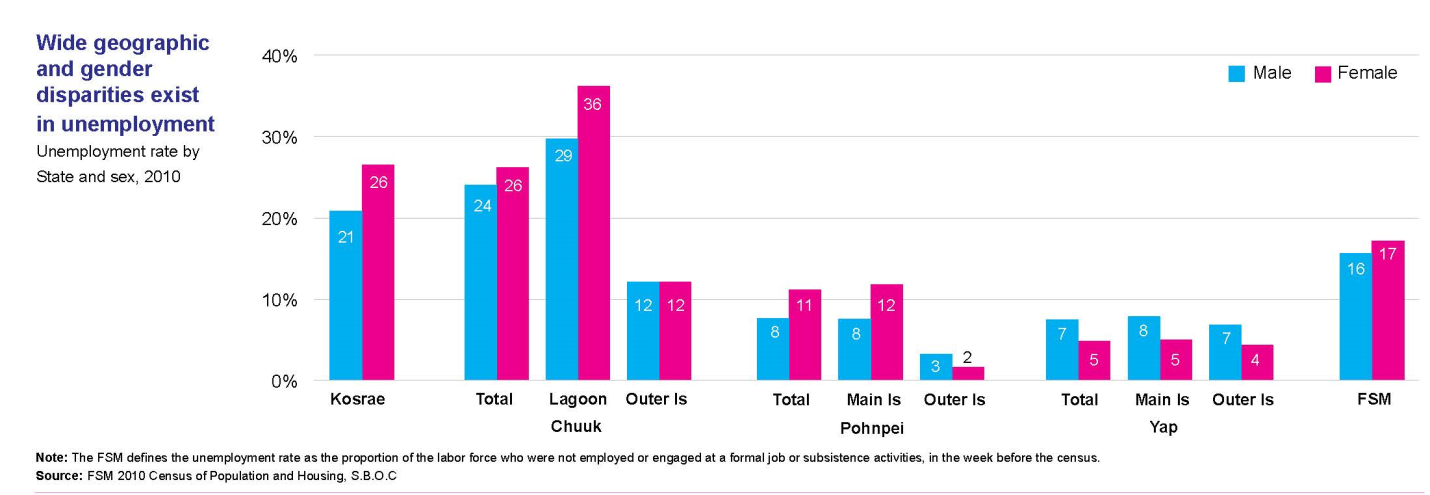 Wide geographic
and gender
disparities exist
in unemployment
Unemployment rate by
State and sex, 2010
Male Female
40%
30%
20%
10%
0%
21 26
24 26
29 36
12 12
8 11
8 12
3 2
7 5
8 5
7 4
16 17
Kosrae Total Lagoon Outer Is Total Main Is Outer Is Total Main Is Outer Is FSM
Chuuk Pohnpei Yap
Note: The FSM defines the unemployment rate as the proportion of the labor force who were not employed or engaged at a formal job or subsistence activities, in the week before the census.
Source: FSM 2010 Census of Population and Housing, S.B.O.C